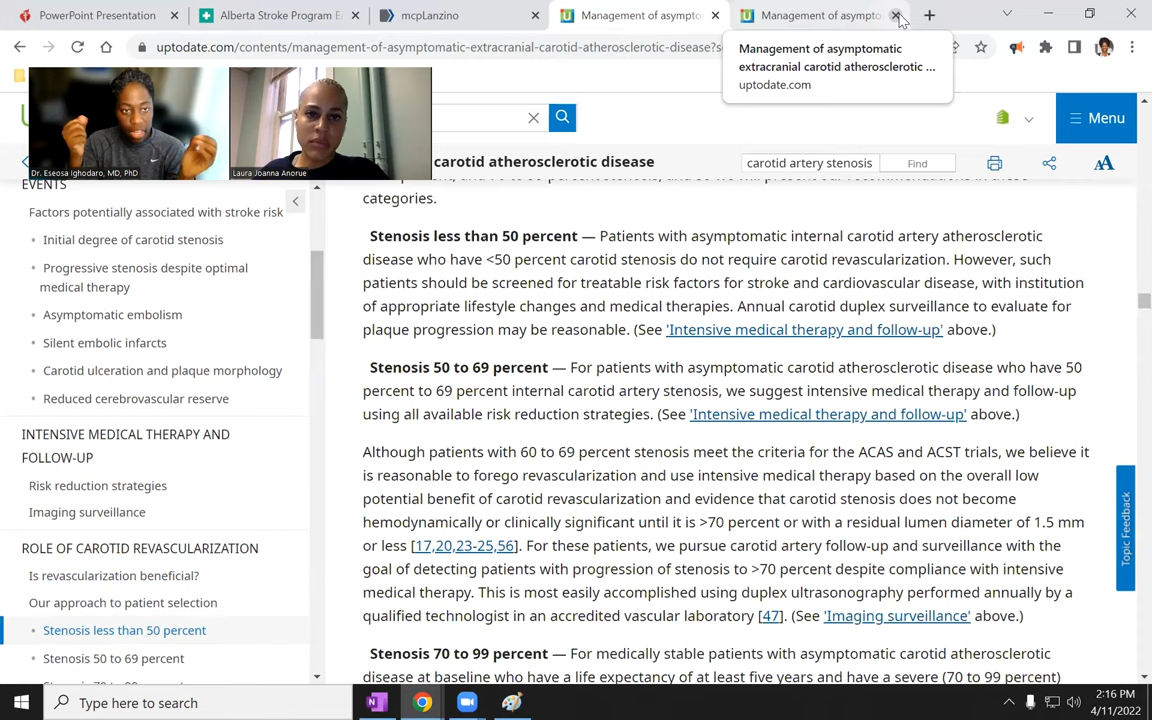 PowerPoint Presentation
Alberta Stroke Program E
mcpLanzino
Management of asympto
Management of asympto
uptodate.com/contents/management-of-asymptomatic-extracranial-carotid-atherosclerotic-disease?s
Management of asymptomatic
extracranial carotid atherosclerotic ...
uptodate.com
Menu
Dr. Eseosa Ighodaro, MD, PhD
Laura Joanna Anorue
carotid atherosclerotic disease
carotid artery stenosis
Find
AA
EVENTS
Factors potentially associated with stroke risk
• Initial degree of carotid stenosis
• Progressive stenosis despite optimal
medical therapy
• Asymptomatic embolism
• Silent embolic infarcts
• Carotid ulceration and plaque morphology
• Reduced cerebrovascular reserve
INTENSIVE MEDICAL THERAPY AND
FOLLOW-UP
Risk reduction strategies
Imaging surveillance
ROLE OF CAROTID REVASCULARIZATION
Is revascularization beneficial?
Our approach to patient selection
• Stenosis less than 50 percent
• Stenosis 50 to 69 percent
categories.
Stenosis less than 50 percent — Patients with asymptomatic internal carotid artery atherosclerotic
disease who have <50 percent carotid stenosis do not require carotid revascularization. However, such
patients should be screened for treatable risk factors for stroke and cardiovascular disease, with institution
of appropriate lifestyle changes and medical therapies. Annual carotid duplex surveillance to evaluate for
plaque progression may be reasonable. (See 'Intensive medical therapy and follow-up' above.)
Stenosis 50 to 69 percent — For patients with asymptomatic carotid atherosclerotic disease who have 50
percent to 69 percent internal carotid artery stenosis, we suggest intensive medical therapy and follow-up
using all available risk reduction strategies. (See 'Intensive medical therapy and follow-up' above.)
Although patients with 60 to 69 percent stenosis meet the criteria for the ACAS and ACST trials, we believe it
is reasonable to forego revascularization and use intensive medical therapy based on the overall low
potential benefit of carotid revascularization and evidence that carotid stenosis does not become
hemodynamically or clinically significant until it is >70 percent or with a residual lumen diameter of 1.5 mm
or less [17,20,23-25,56]. For these patients, we pursue carotid artery follow-up and surveillance with the
goal of detecting patients with progression of stenosis to >70 percent despite compliance with intensive
medical therapy. This is most easily accomplished using duplex ultrasonography performed annually by a
qualified technologist in an accredited vascular laboratory [47]. (See 'Imaging surveillance' above.)
Stenosis 70 to 99 percent — For medically stable patients with asymptomatic carotid atherosclerotic
disease at baseline who have a life expectancy of at least five years and have a severe (70 to 99 percent)
Topic Feedback
Type here to search
2:16 PM
4/11/2022